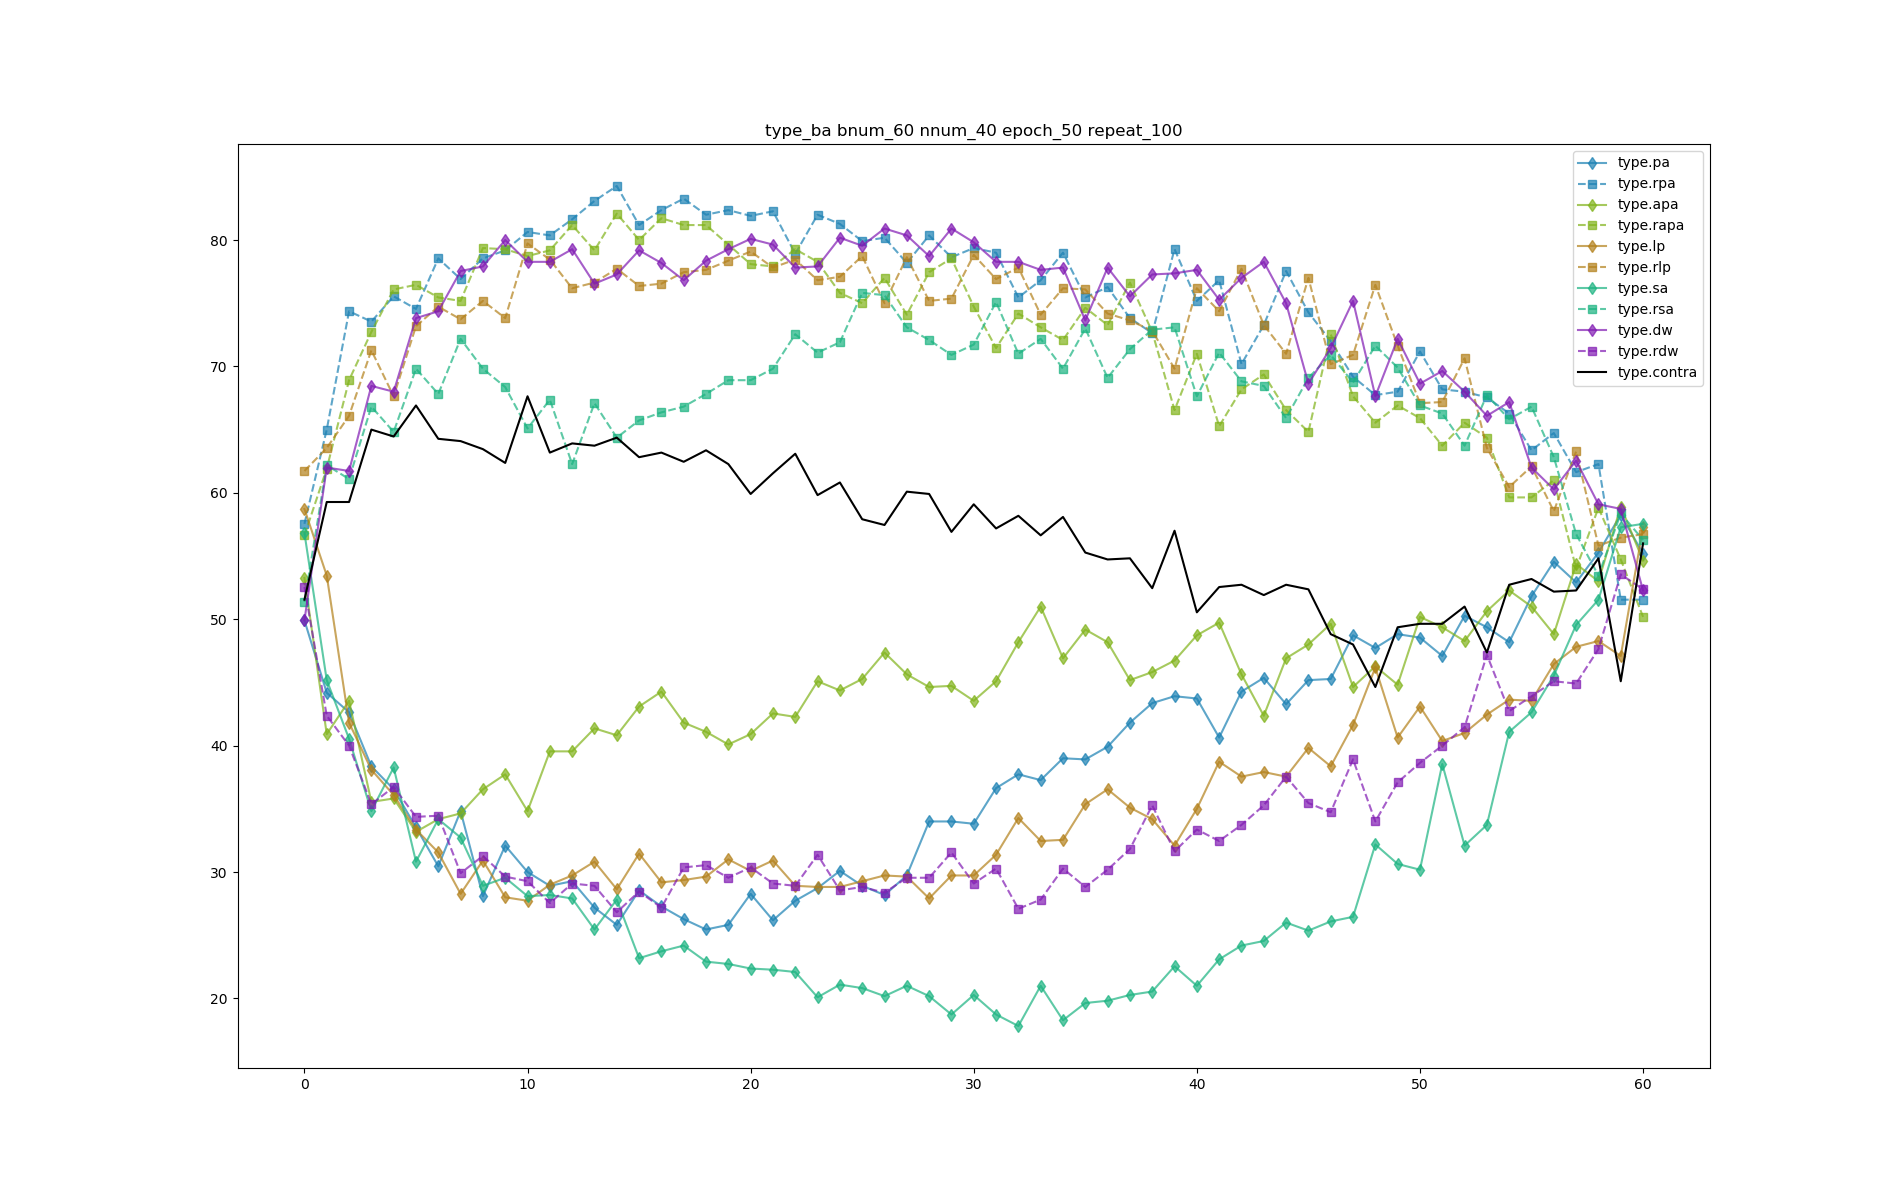 type_ba bnum_60 nnum_40 epoch_50 repeat_100
type.pa
type.rpa
type.apa
type.rapa
type.lp
type.rlp
type.sa
type.rsa
type.dw
type.rdw
type.contra
80
70
60
50
40
30
20
0 10 20 30 40 50 60